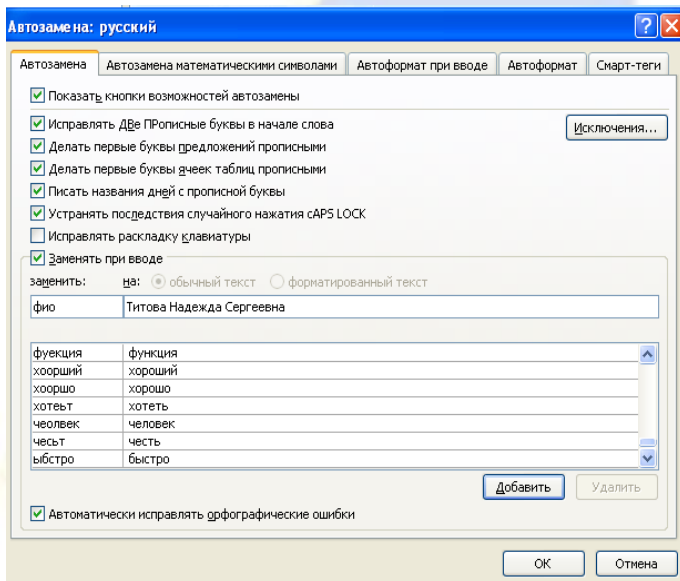 Автозамена: русский
Автозамена Автозамена математическими символами Автоформат при вводе Автоформат Смарт-теги
Показать кнопки возможностей автозамены
Исправлять ДВе ПРописные буквы в начале слова Исключения...
Делать первые буквы предложений прописными
Делать первые буквы ячеек таблиц прописными
Писать названия дней с прописной буквы
Устранять последствия случайного нажатия cAPS LOCK
Исправлять раскладку клавиатуры
Заменять при вводе
заменить: на: обычный текст форматированный текст
фио Титова Надежда Сергеевна
фуекция функция
хоорший хороший
хооршо хорошо
хотеьт хотеть
чеолвек человек
чесьт честь
ыбстро быстро
Добавить Удалить
Автоматически исправлять орфографические ошибки
ОК Отмена